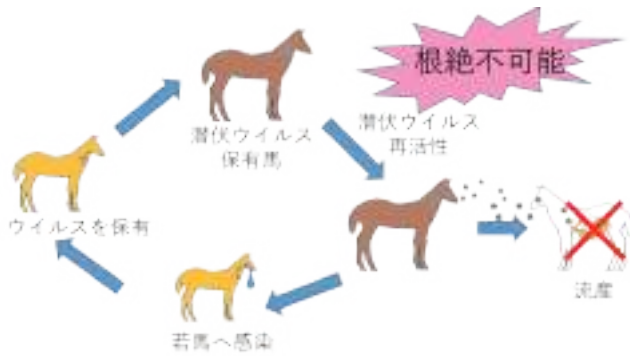 根絶不可能
潜伏ウイルス
保有馬
潜伏ウイルス
再活性
ウイルスを保有
流産
若馬へ感染